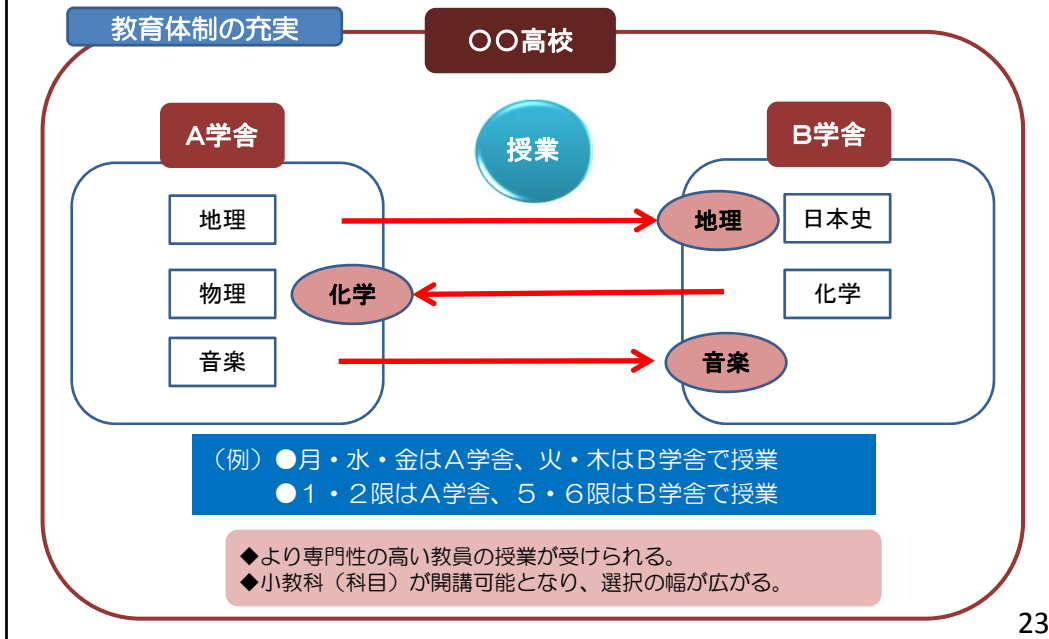 教育体制の充実
〇〇高校
A学舎
授業
B学舎
地理
地理
日本史
物理
化学
化学
音楽
音楽
（例）●月・水・金はA学舎、火・木はB学舎で授業
●１・２限はA学舎、５・６限はB学舎で授業
◆より専門性の高い教員の授業が受けられる。
◆小教科（科目）が開講可能となり、選択の幅が広がる。
23